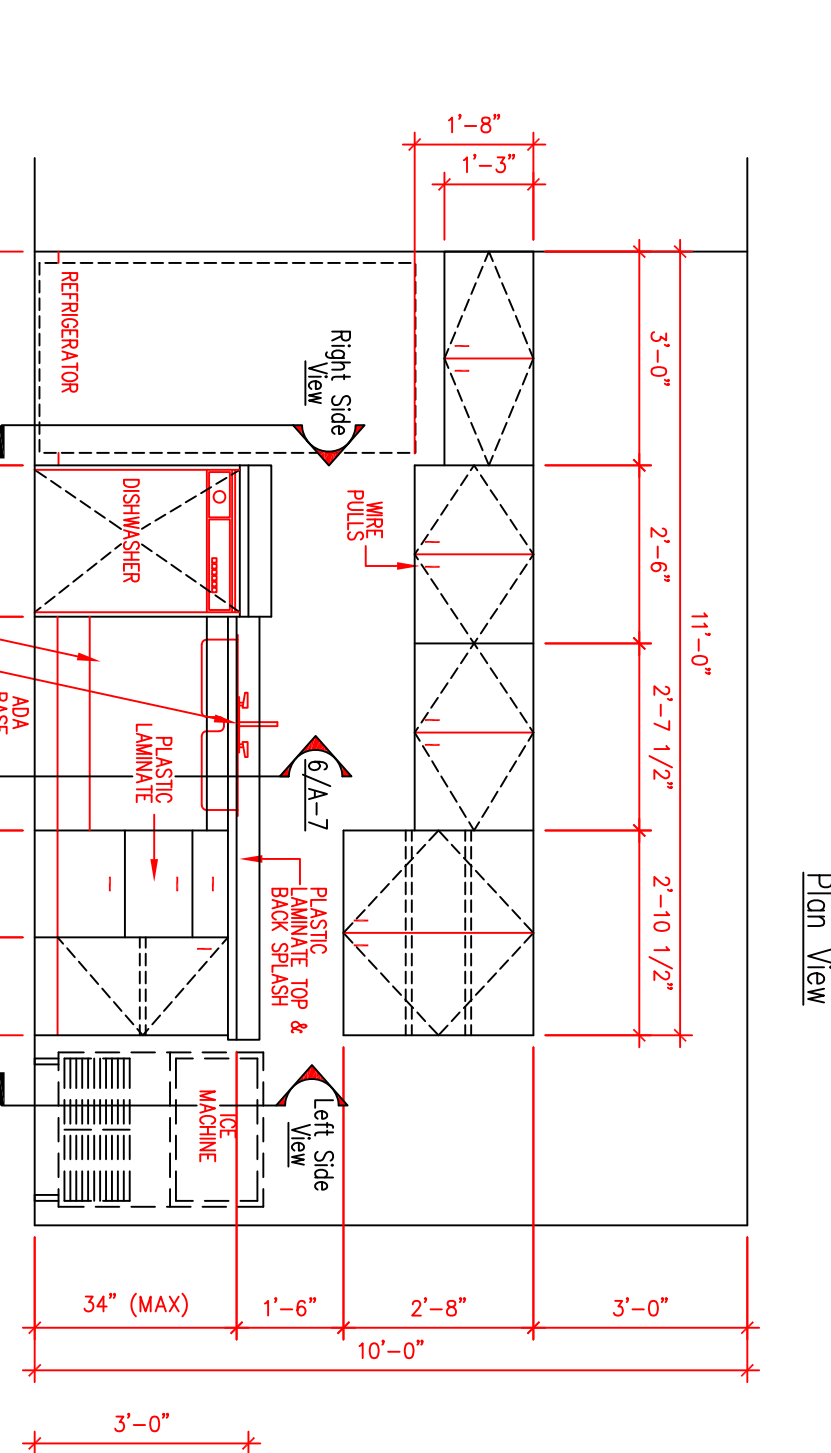 Plan View
11'-0"
3'-0"
2'-6"
2'-7 1/2"
2'-10 1/2"
1'-8"
1'-3"
3'-0"
2'-8"
1'-6"
34" (MAX)
10'-0"
3'-0"
WIRE
PULLS
Right Side
View
6/A-7
Left Side
View
PLASTIC
LAMINATE TOP &
BACK SPLASH
REFRIGERATOR
DISHWASHER
PLASTIC
LAMINATE
ICE
MACHINE
ADA
BASE